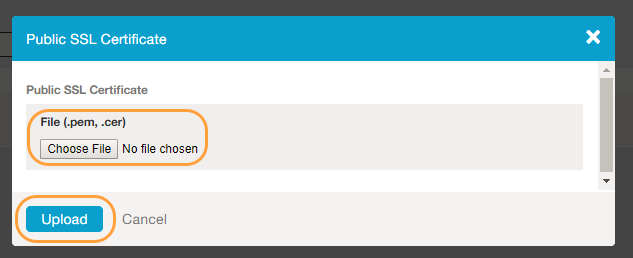 Public SSL Certificate
Public SSL Certificate
File (.pem, .cer)
Choose File No file chosen
Upload Cancel